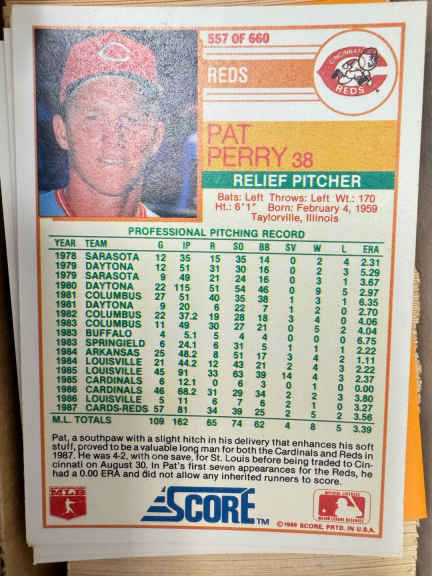 557 OF 660
REDS
CINCINNATI
REDS
PAT
PERRY 38
RELIEF PITCHER
Bats: Left Throws: Left Wt.: 170
Ht.: 6'1" Born: February 4, 1959
Taylorville, Illinois
PROFESSIONAL PITCHING RECORD
YEAR TEAM G IP R SO BB SV W L ERA
1978 SARASOTA 12 35 15 35 14 0 2 4 2.31
1979 DAYTONA 12 51 31 30 16 0 2 3 5.29
1979 SARASOTA 9 49 21 24 16 0 3 1 3.67
1980 DAYTONA 22 115 51 54 46 0 9 5 2.97
1981 COLUMBUS 27 51 40 35 38 1 3 1 6.35
1981 DAYTONA 9 20 6 22 7 1 2 0 2.70
1982 COLUMBUS 22 37.2 19 28 18 3 4 0 4.06
1983 COLUMBUS 11 49 30 27 21 0 5 2 4.04
1983 BUFFALO 4 5.1 5 4 4 0 0 0 6.75
1983 SPRINGIELD 6 24.1 6 31 5 1 1 1 2.22
1984 ARKANSAS 25 48.2 8 51 17 3 4 2 1.11
1984 LOUISVILLE 21 44.2 12 43 21 2 4 2 2.22
1985 LOUISVILLE 45 91 33 63 39 14 4 3 2.37
1985 CARDINALS 6 12.1 0 6 3 0 1 0 0.00
1986 CARDINALS 46 68.2 31 29 34 2 2 3 3.80
1986 LOUISVILLE 5 11 6 7 6 2 1 0 3.27
1987 CARDS-REDS 57 81 34 39 25 2 5 2 3.56
M.L. TOTALS 109 162 65 74 62 4 8 5 3.39
Pat, a southpaw with a slight hitch in his delivery that enhances his soft
stuff, proved to be a valuable long man for both the Cardinals and Reds in
1987. He was 4-2, with one save, for St. Louis before being traded to Cin-
cinnati on August 30. In Pat's first seven appearances for the Reds, he
had a 0.00 ERA and did not allow any inherited runners to score.
SCORE™
MAJOR LEAGUE BASEBALL
© 1988 SCORE, PRTD. IN U.S.A.